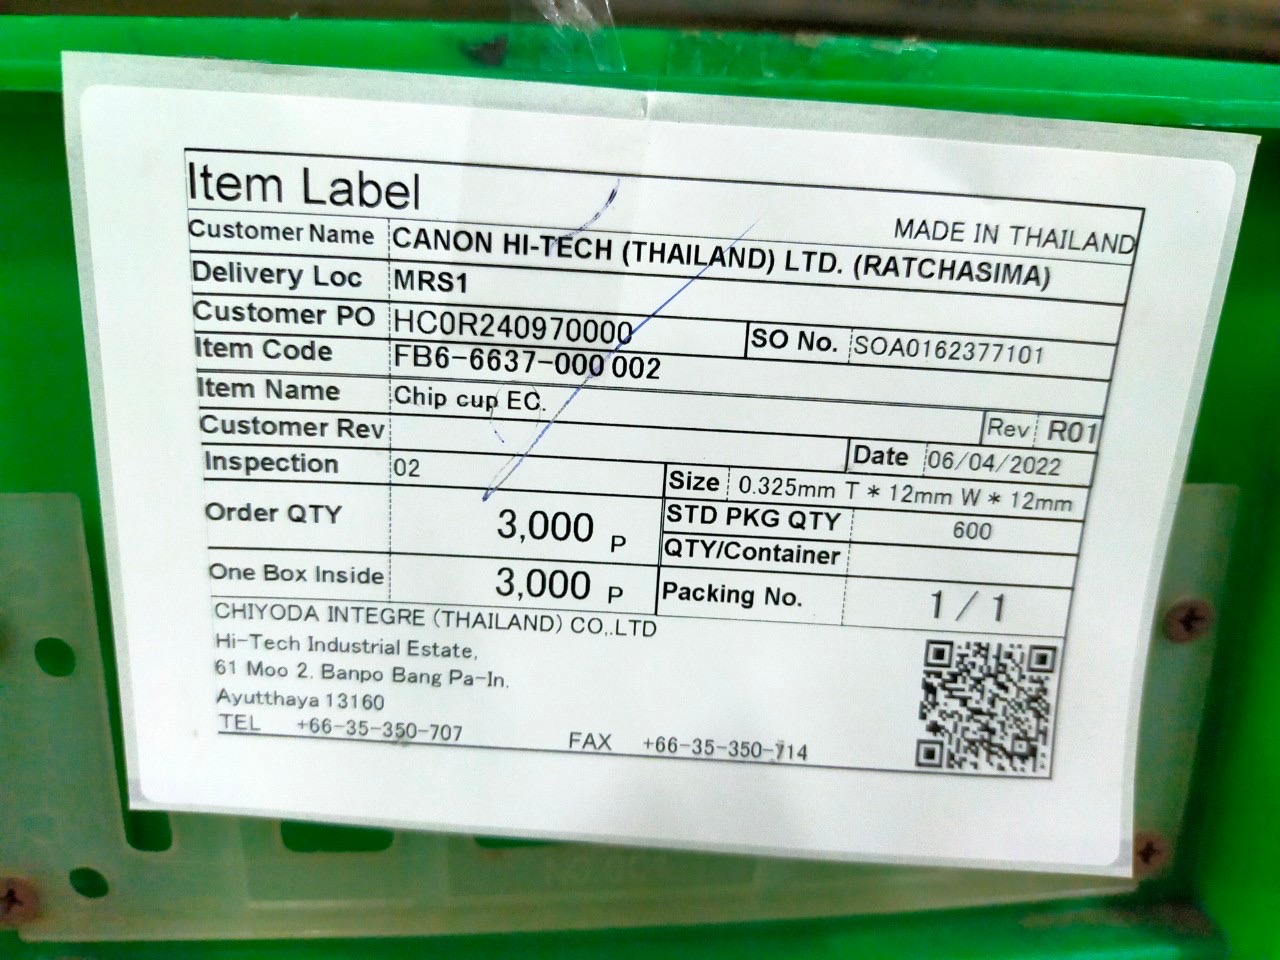 Item Label
MADE IN THAILAND
Customer Name CANON HI-TECH (THAILAND) LTD. (RATCHASIMA)
Delivery Loc MRS1
Customer PO HC0R240970000 SO No. SOA0162377101
Item Code FB6-6637-000 002
Item Name Chip cup EC.
Rev R01
Customer Rev
Date 06/04/2022
Inspection 02
Size 0.325mm T * 12mm W * 12mm
Order QTY 3,000 P
STD PKG QTY 600
QTY/Container
One Box Inside 3,000 P
Packing No. 1 / 1
CHIYODA INTEGRE (THAILAND) CO,.LTD
Hi-Tech Industrial Estate,
61 Moo 2. Banpo Bang Pa-In.
Ayutthaya 13160
TEL +66-35-350-707 FAX +66-35-350-714